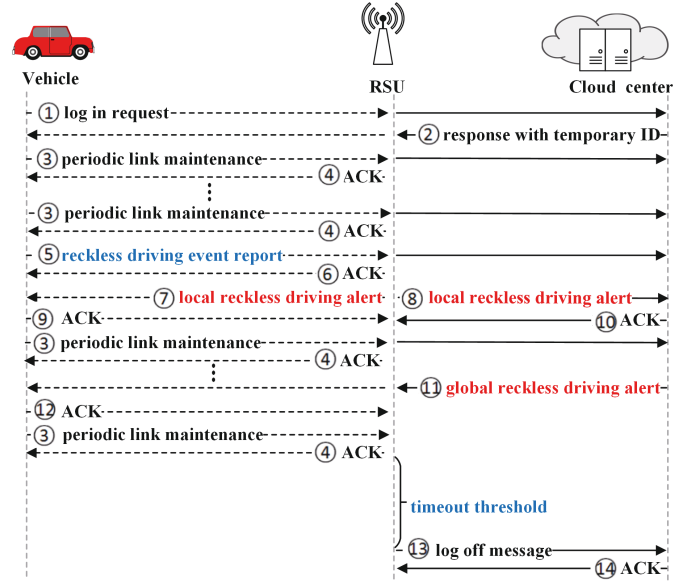 Vehicle
RSU
Cloud center
① log in request
② response with temporary ID
③ periodic link maintenance
④ ACK
③ periodic link maintenance
④ ACK
⑤ reckless driving event report
⑥ ACK
⑦ local reckless driving alert
⑧ local reckless driving alert
⑨ ACK
⑩ ACK
③ periodic link maintenance
④ ACK
⑪ global reckless driving alert
⑫ ACK
③ periodic link maintenance
④ ACK
timeout threshold
⑬ log off message
⑭ ACK